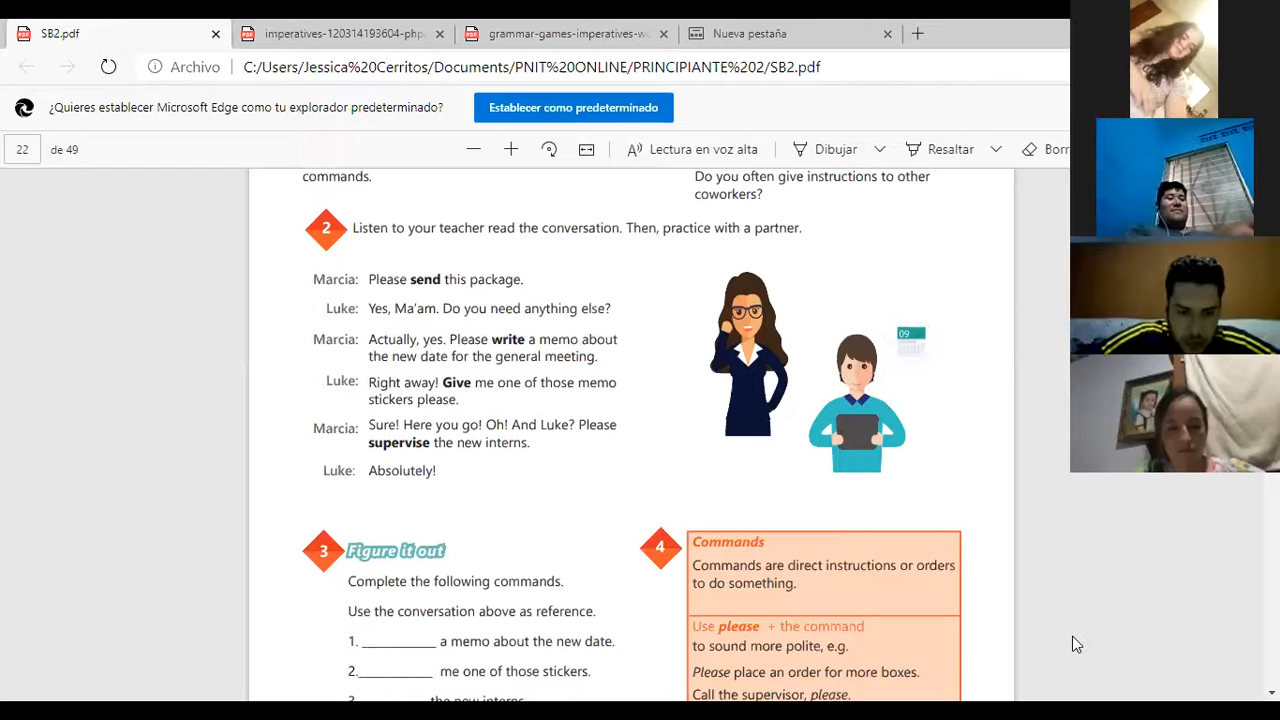 SB2.pdf
imperatives-120314193604-php
grammar-games-imperatives-wo
Nueva pestaña
Archivo
C:/Users/Jessica%20Cerritos/Documents/PNIT%20ONLINE/PRINCIPIANTE%202/SB2.pdf
¿Quieres establecer Microsoft Edge como tu explorador predeterminado?
Establecer como predeterminado
22
de 49
Lectura en voz alta
Dibujar
Resaltar
Borr
commands.
Do you often give instructions to other
coworkers?
2 Listen to your teacher read the conversation. Then, practice with a partner.
Marcia: Please send this package.
Luke: Yes, Ma'am. Do you need anything else?
Marcia: Actually, yes. Please write a memo about
the new date for the general meeting.
Luke: Right away! Give me one of those memo
stickers please.
Marcia: Sure! Here you go! Oh! And Luke? Please
supervise the new interns.
Luke: Absolutely!
09
3 Figure it out
Complete the following commands.
Use the conversation above as reference.
1. __________ a memo about the new date.
2.__________ me one of those stickers.
3. the new interns
4 Commands
Commands are direct instructions or orders
to do something.
Use please + the command
to sound more polite, e.g.
Please place an order for more boxes.
Call the supervisor, please.